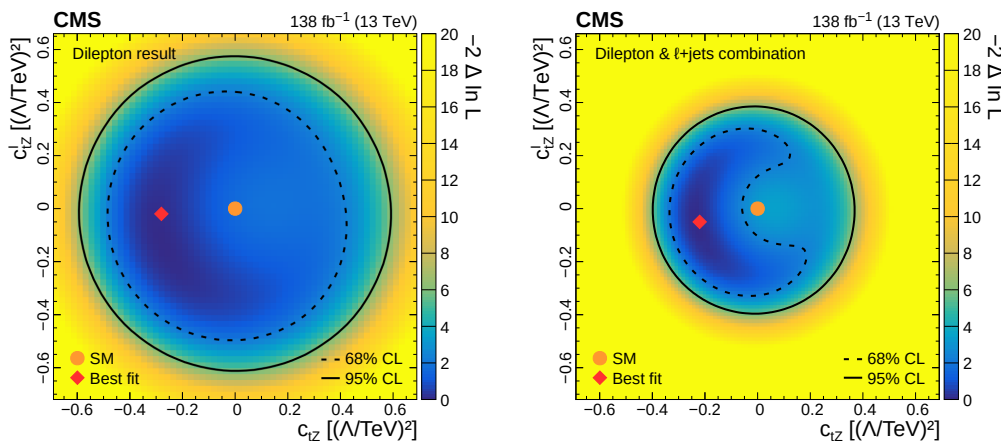 CMS 138 fb⁻¹ (13 TeV)
Dilepton result
c^I_tZ [(Λ/TeV)²]
0.6
0.4
0.2
0
−0.2
−0.4
−0.6
SM
Best fit
68% CL
95% CL
−0.6 −0.4 −0.2 0 0.2 0.4 0.6
c_tZ [(Λ/TeV)²]
20
18
16
14
12
10
8
6
4
2
0
−2 Δ ln L
CMS 138 fb⁻¹ (13 TeV)
Dilepton & ℓ+jets combination
c^I_tZ [(Λ/TeV)²]
0.6
0.4
0.2
0
−0.2
−0.4
−0.6
SM
Best fit
68% CL
95% CL
−0.6 −0.4 −0.2 0 0.2 0.4 0.6
c_tZ [(Λ/TeV)²]
20
18
16
14
12
10
8
6
4
2
0
−2 Δ ln L